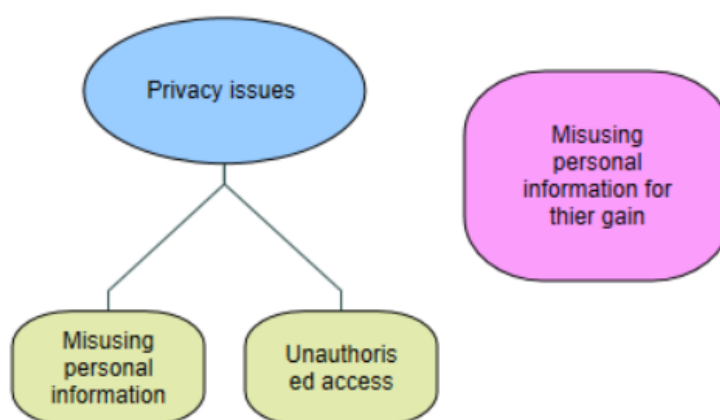 Privacy issues
Misusing
personal
information for
thier gain
Misusing
personal
information
Unauthoris
ed access